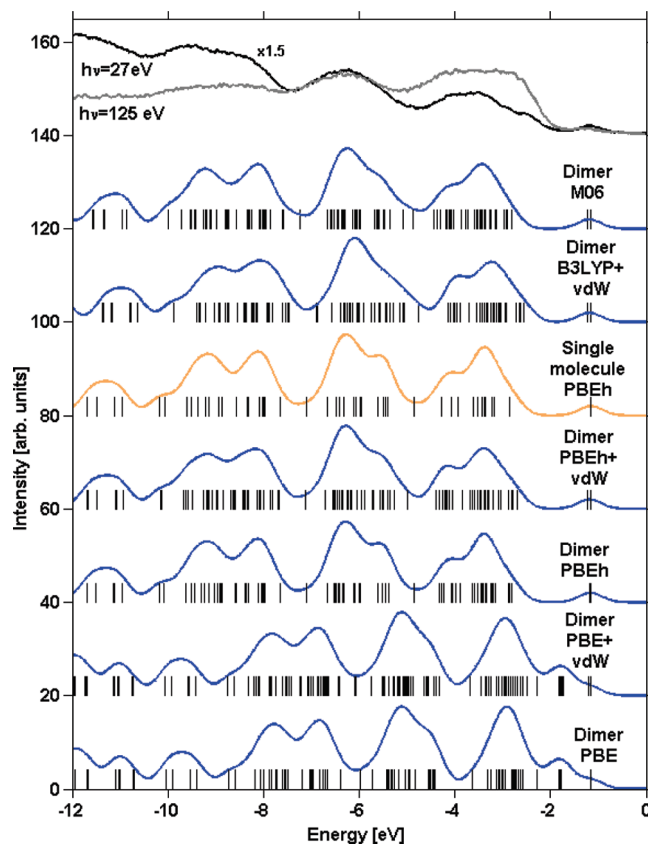 160
x1.5
hν=27eV
hν=125 eV
140
Dimer
M06
120
Dimer
B3LYP+
vdW
100
Single
molecule
PBEh
80
Dimer
PBEh+
vdW
60
Dimer
PBEh
40
Dimer
PBE+
vdW
20
Dimer
PBE
0
Intensity [arb. units]
-12
-10
-8
-6
-4
-2
0
Energy [eV]